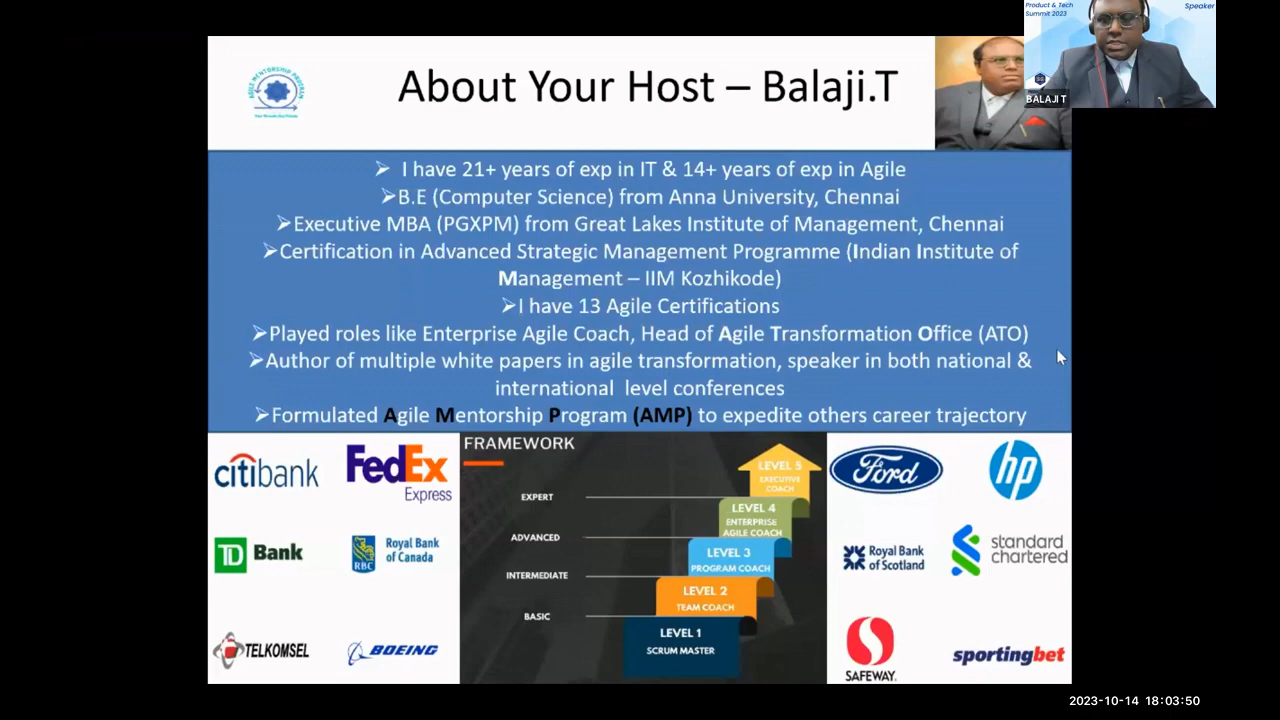 Product & Tech
Summit 2023
Speaker
BALAJI T
About Your Host – Balaji.T
AGILE MENTORSHIP PROGRAM
➢ I have 21+ years of exp in IT & 14+ years of exp in Agile
➢B.E (Computer Science) from Anna University, Chennai
➢Executive MBA (PGXPM) from Great Lakes Institute of Management, Chennai
➢Certification in Advanced Strategic Management Programme (Indian Institute of
Management – IIM Kozhikode)
➢I have 13 Agile Certifications
➢Played roles like Enterprise Agile Coach, Head of Agile Transformation Office (ATO)
➢Author of multiple white papers in agile transformation, speaker in both national &
international level conferences
➢Formulated Agile Mentorship Program (AMP) to expedite others career trajectory
citibank
FedEx
Express
TD Bank
RBC
Royal Bank
of Canada
TELKOMSEL
BOEING
FRAMEWORK
LEVEL 5
EXECUTIVE
COACH
EXPERT
LEVEL 4
ENTERPRISE
AGILE COACH
ADVANCED
LEVEL 3
PROGRAM COACH
INTERMEDIATE
LEVEL 2
TEAM COACH
BASIC
LEVEL 1
SCRUM MASTER
Ford
hp
Royal Bank
of Scotland
standard
chartered
SAFEWAY
sportingbet
2023-10-14 18:03:50